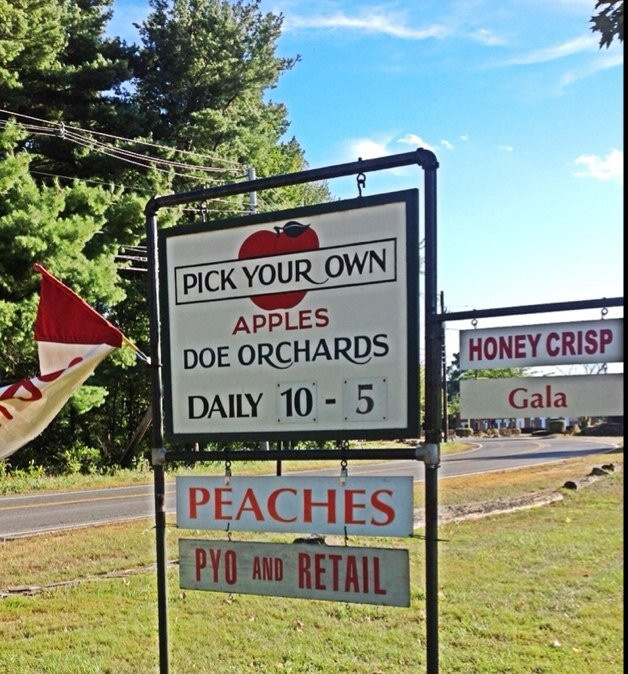 PICK YOUR OWN
APPLES
DOE ORCHARDS
DAILY 10 - 5
HONEY CRISP
Gala
PEACHES
PYO AND RETAIL